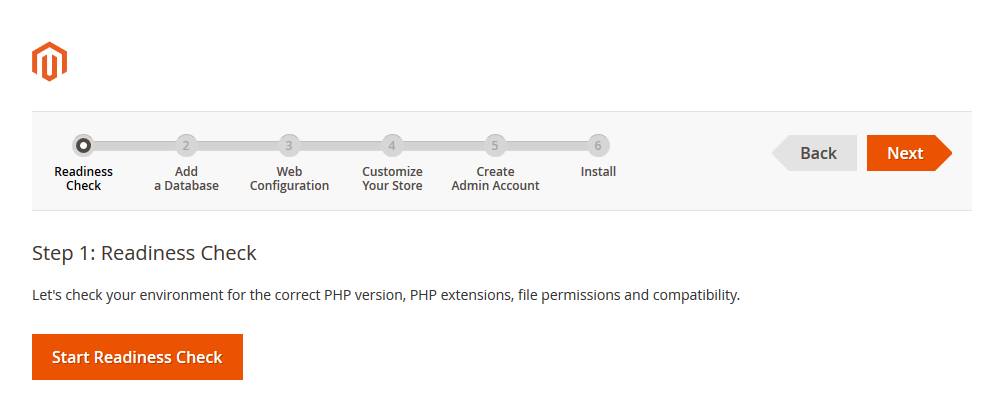 2 3 4 5 6
Readiness Check
Add a Database
Web Configuration
Customize Your Store
Create Admin Account
Install
Back
Next
Step 1: Readiness Check
Let's check your environment for the correct PHP version, PHP extensions, file permissions and compatibility.
Start Readiness Check